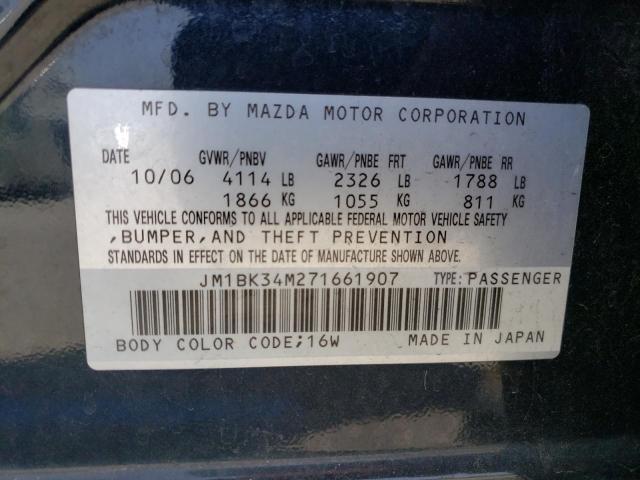 MFD. BY MAZDA MOTOR CORPORATION
DATE GVWR/PNBV GAWR/PNBE FRT GAWR/PNBE RR
10/06 4114 LB 2326 LB 1788 LB
1866 KG 1055 KG 811 KG
THIS VEHICLE CONFORMS TO ALL APPLICABLE FEDERAL MOTOR VEHICLE SAFETY
,BUMPER,AND THEFT PREVENTION
STANDARDS IN EFFECT ON THE DATE OF MANUFACTURE SHOWN ABOVE.
JM1BK34M271661907 TYPE: PASSENGER
BODY COLOR CODE;16W MADE IN JAPAN